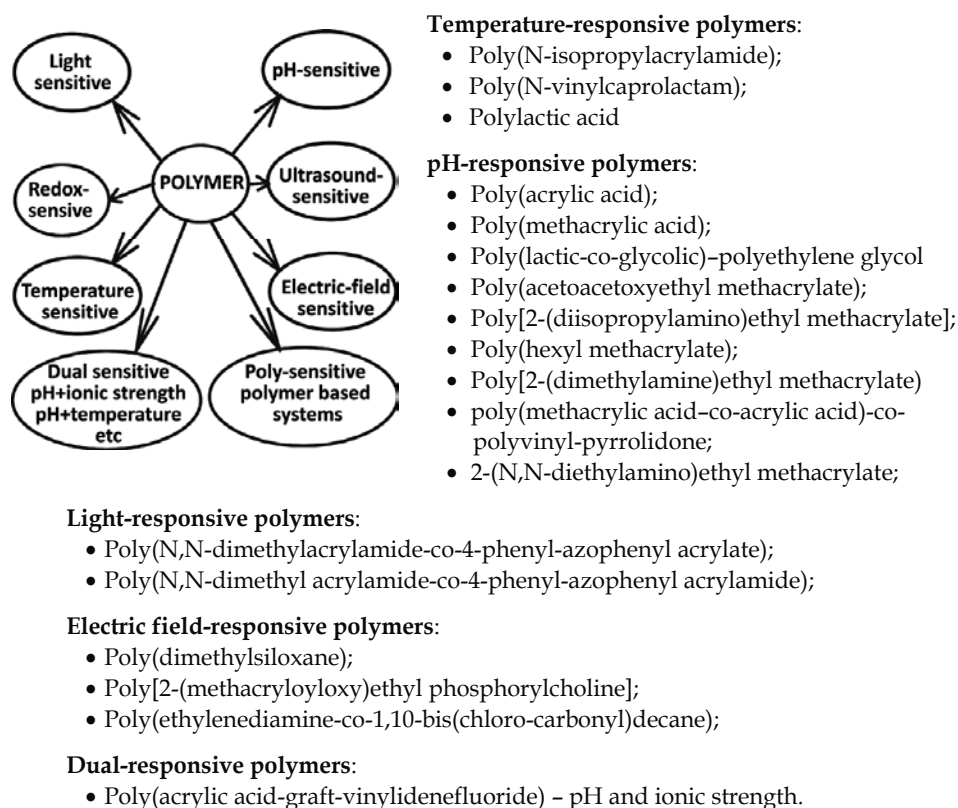 Light
sensitive
pH-sensitive
POLYMER
Redox-
sensive
Ultrasound-
sensitive
Temperature
sensitive
Electric-field
sensitive
Dual sensitive
pH+ionic strength
pH+temperature
etc
Poly-sensitive
polymer based
systems
Temperature-responsive polymers:
• Poly(N-isopropylacrylamide);
• Poly(N-vinylcaprolactam);
• Polylactic acid
pH-responsive polymers:
• Poly(acrylic acid);
• Poly(methacrylic acid);
• Poly(lactic-co-glycolic)–polyethylene glycol
• Poly(acetoacetoxyethyl methacrylate);
• Poly[2-(diisopropylamino)ethyl methacrylate];
• Poly(hexyl methacrylate);
• Poly[2-(dimethylamine)ethyl methacrylate)
• poly(methacrylic acid–co-acrylic acid)-co-
polyvinyl-pyrrolidone;
• 2-(N,N-diethylamino)ethyl methacrylate;
Light-responsive polymers:
• Poly(N,N-dimethylacrylamide-co-4-phenyl-azophenyl acrylate);
• Poly(N,N-dimethyl acrylamide-co-4-phenyl-azophenyl acrylamide);
Electric field-responsive polymers:
• Poly(dimethylsiloxane);
• Poly[2-(methacryloyloxy)ethyl phosphorylcholine];
• Poly(ethylenediamine-co-1,10-bis(chloro-carbonyl)decane);
Dual-responsive polymers:
• Poly(acrylic acid-graft-vinylidenefluoride) – pH and ionic strength.